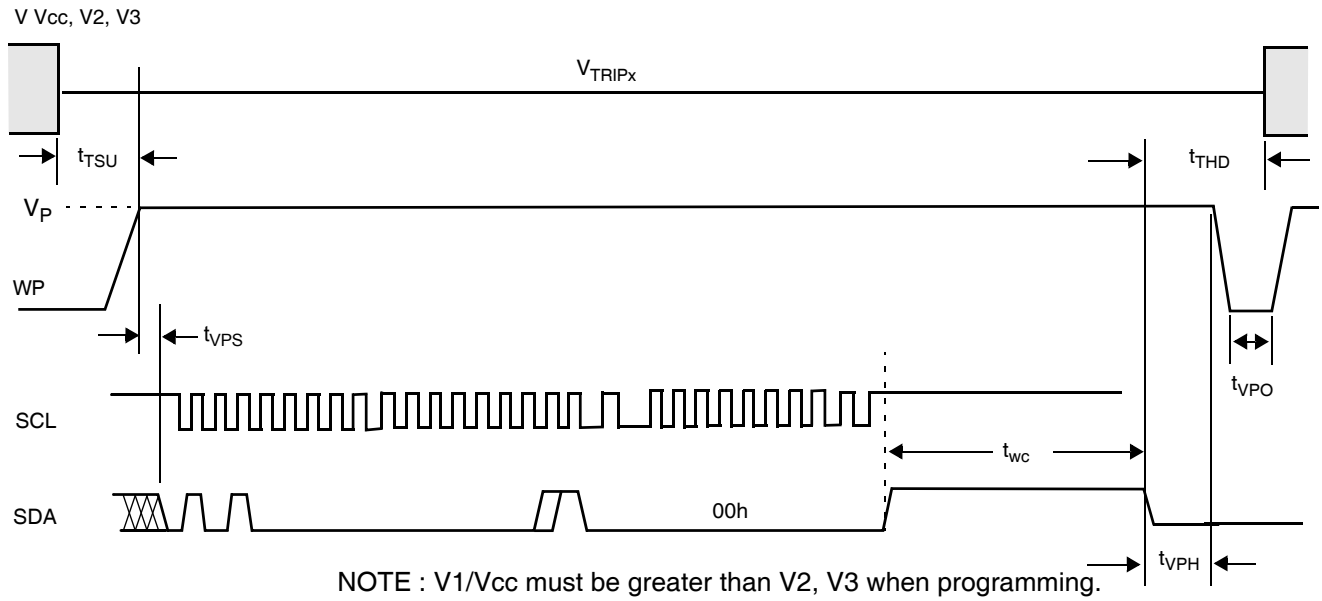 V Vcc, V2, V3
VTRIPx
tTSU
tTHD
VP
WP
tVPS
tVPO
SCL
twc
SDA
00h
tVPH
NOTE : V1/Vcc must be greater than V2, V3 when programming.